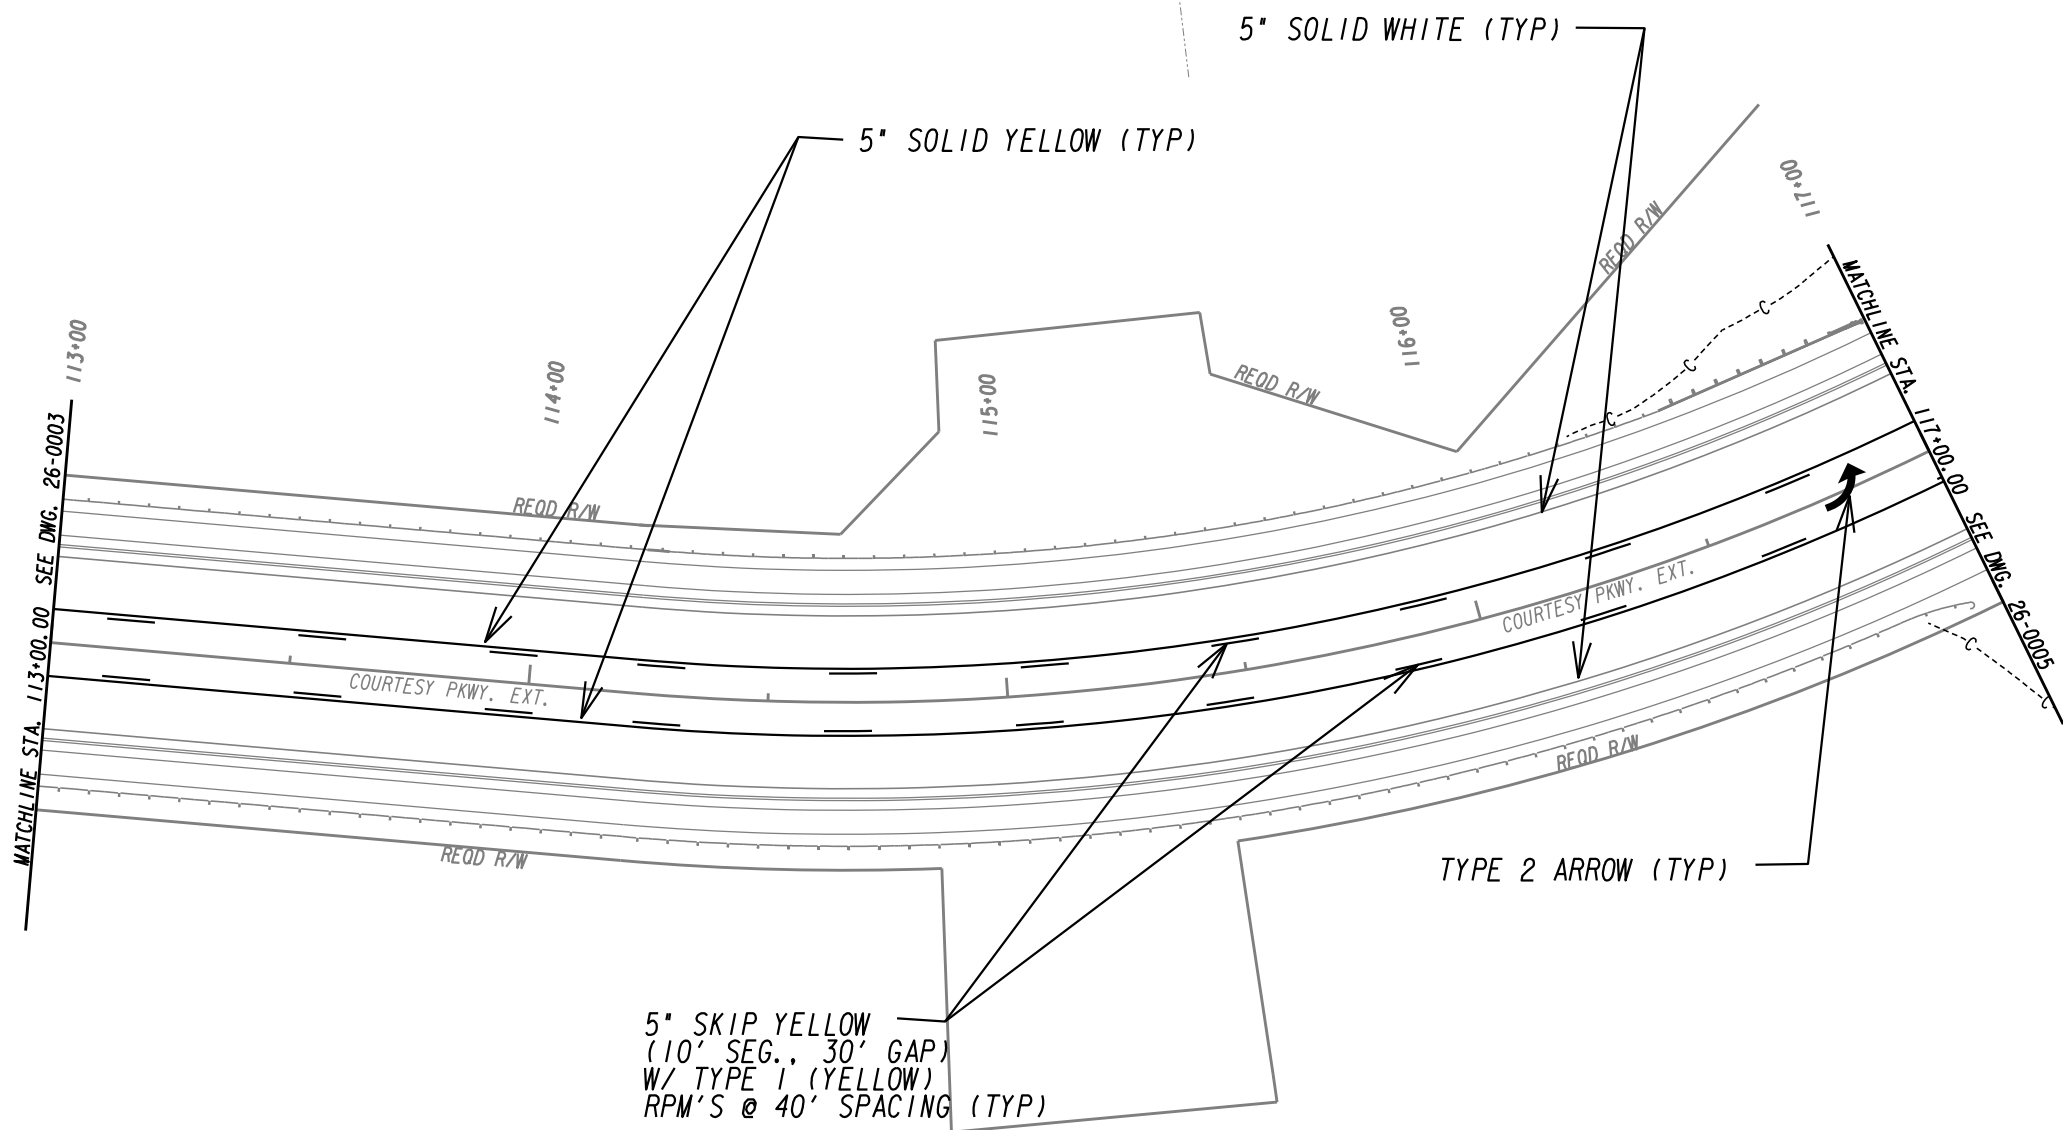 5" SOLID WHITE (TYP)
5" SOLID YELLOW (TYP)
113+00
114+00
115+00
116+00
117+00
REQD R/W
REQD R/W
REQD R/W
MATCHLINE STA. 113+00.00 SEE DWG. 26-0003
MATCHLINE STA. 117+00.00 SEE DWG. 26-0005
C
C
C
COURTESY PKWY. EXT.
COURTESY PKWY. EXT.
C
C
REQD R/W
REQD R/W
TYPE 2 ARROW (TYP)
5" SKIP YELLOW
(10' SEG., 30' GAP)
W/ TYPE 1 (YELLOW)
RPM'S @ 40' SPACING (TYP)